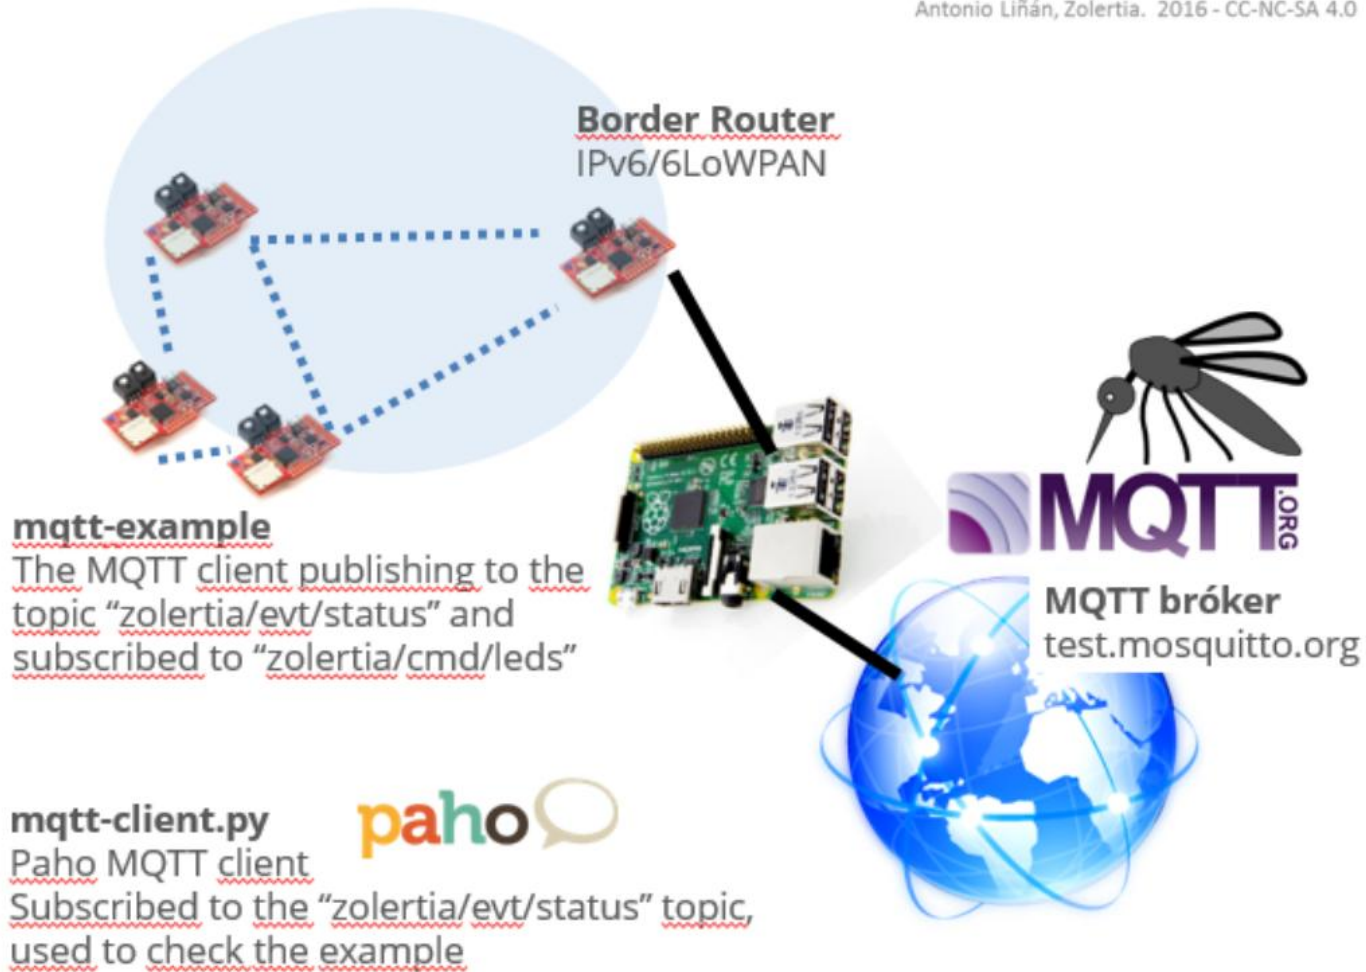 Antonio Liñán, Zolertia. 2016 - CC-NC-SA 4.0
Border Router
IPv6/6LoWPAN
MQTT.ORG
MQTT bróker
test.mosquitto.org
mqtt-example
The MQTT client publishing to the
topic “zolertia/evt/status” and
subscribed to “zolertia/cmd/leds”
mqtt-client.py
paho
Paho MQTT client
Subscribed to the “zolertia/evt/status” topic,
used to check the example